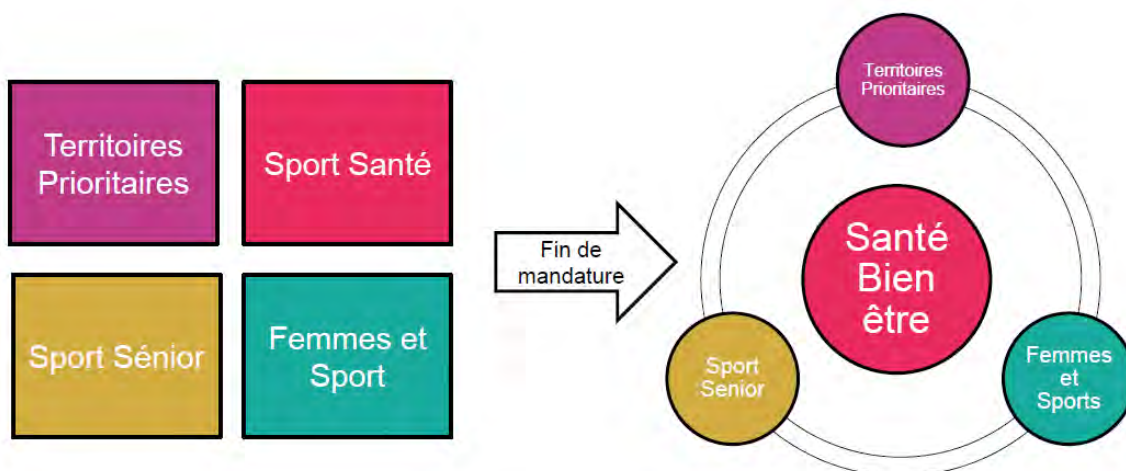 Territoires
Prioritaires
Sport Santé
Sport Sénior
Femmes et
Sport
Fin de
mandature
Territoires
Prioritaires
Santé
Bien
être
Sport
Senior
Femmes
et
Sports